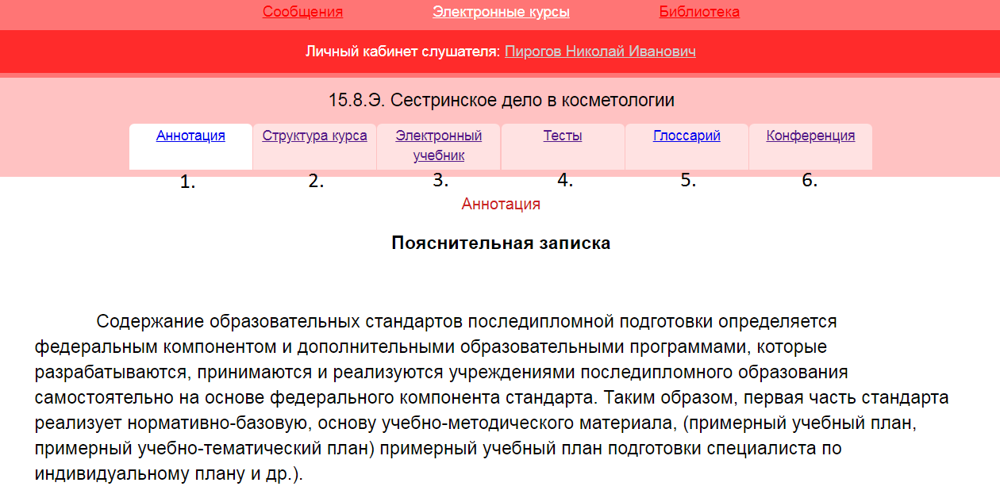 Сообщения Электронные курсы Библиотека
Личный кабинет слушателя: Пирогов Николай Иванович
15.8.Э. Сестринское дело в косметологии
Аннотация Структура курса Электронный учебник Тесты Глоссарий Конференция
1. 2. 3. 4. 5. 6.
Аннотация
Пояснительная записка
Содержание образовательных стандартов последипломной подготовки определяется
федеральным компонентом и дополнительными образовательными программами, которые
разрабатываются, принимаются и реализуются учреждениями последипломного образования
самостоятельно на основе федерального компонента стандарта. Таким образом, первая часть стандарта
реализует нормативно-базовую, основу учебно-методического материала, (примерный учебный план,
примерный учебно-тематический план) примерный учебный план подготовки специалиста по
индивидуальному плану и др.).